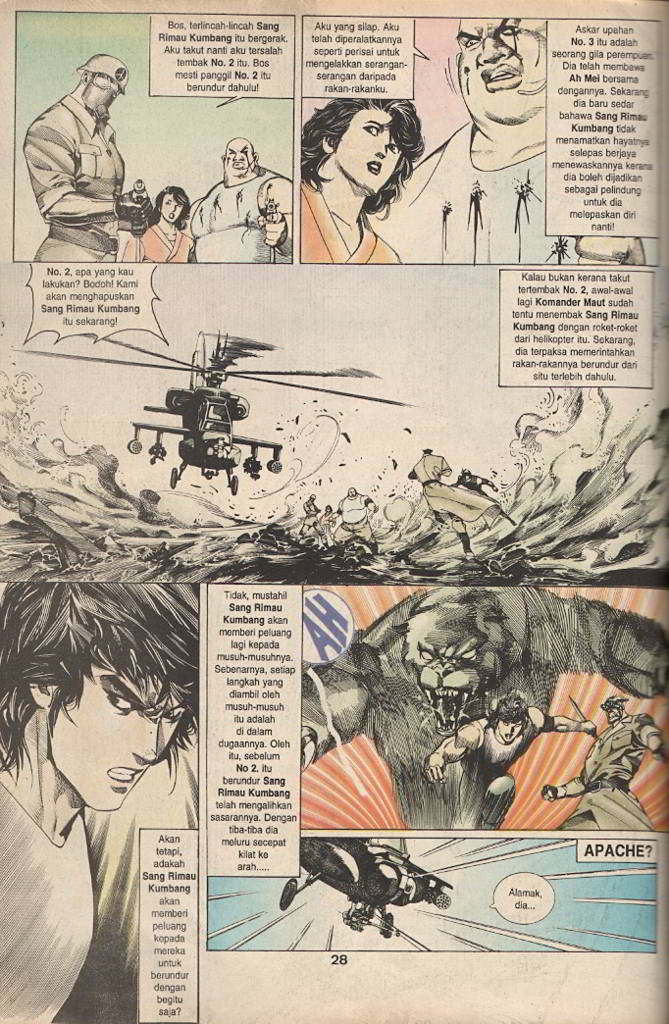 Bos, terlincah-lincah Sang
Rimau Kumbang itu bergerak.
Aku takut nanti aku tersalah
tembak No. 2 itu. Bos
mesti panggil No. 2 itu
berundur dahulu!
Aku yang silap. Aku
telah diperalatkannya
seperti perisai untuk
mengelakkan serangan-
serangan daripada
rakan-rakanku.
Askar upahan
No. 3 itu adalah
seorang gila perempuan.
Dia telah membawa
Ah Mei bersama
dengannya. Sekarang
dia baru sedar
bahawa Sang Rimau
Kumbang tidak
menamatkan hayatnya
selepas berjaya
menewaskannya kerana
dia boleh dijadikan
sebagai pelindung
untuk dia
melepaskan diri
nanti!
No. 2, apa yang kau
lakukan? Bodoh! Kami
akan menghapuskan
Sang Rimau Kumbang
itu sekarang!
Kalau bukan kerana takut
tertembak No. 2, awal-awal
lagi Komander Maut sudah
tentu menembak Sang Rimau
Kumbang dengan roket-roket
dari helikopter itu. Sekarang,
dia terpaksa memerintahkan
rakan-rakannya berundur dari
situ terlebih dahulu.
Akan
tetapi,
adakah
Sang Rimau
Kumbang
akan
memberi
peluang
kepada
mereka
untuk
berundur
dengan
begitu
saja?
Tidak, mustahil
Sang Rimau
Kumbang akan
memberi peluang
lagi kepada
musuh-musuhnya.
Sebenarnya, setiap
langkah yang
diambil oleh
musuh-musuh
itu adalah
di dalam
dugaannya. Oleh
itu, sebelum
No 2. itu
berundur Sang
Rimau Kumbang
telah mengalihkan
sasarannya. Dengan
tiba-tiba dia
meluru secepat
kilat ke
arah.....
AH
APACHE?
Alamak,
dia...
28